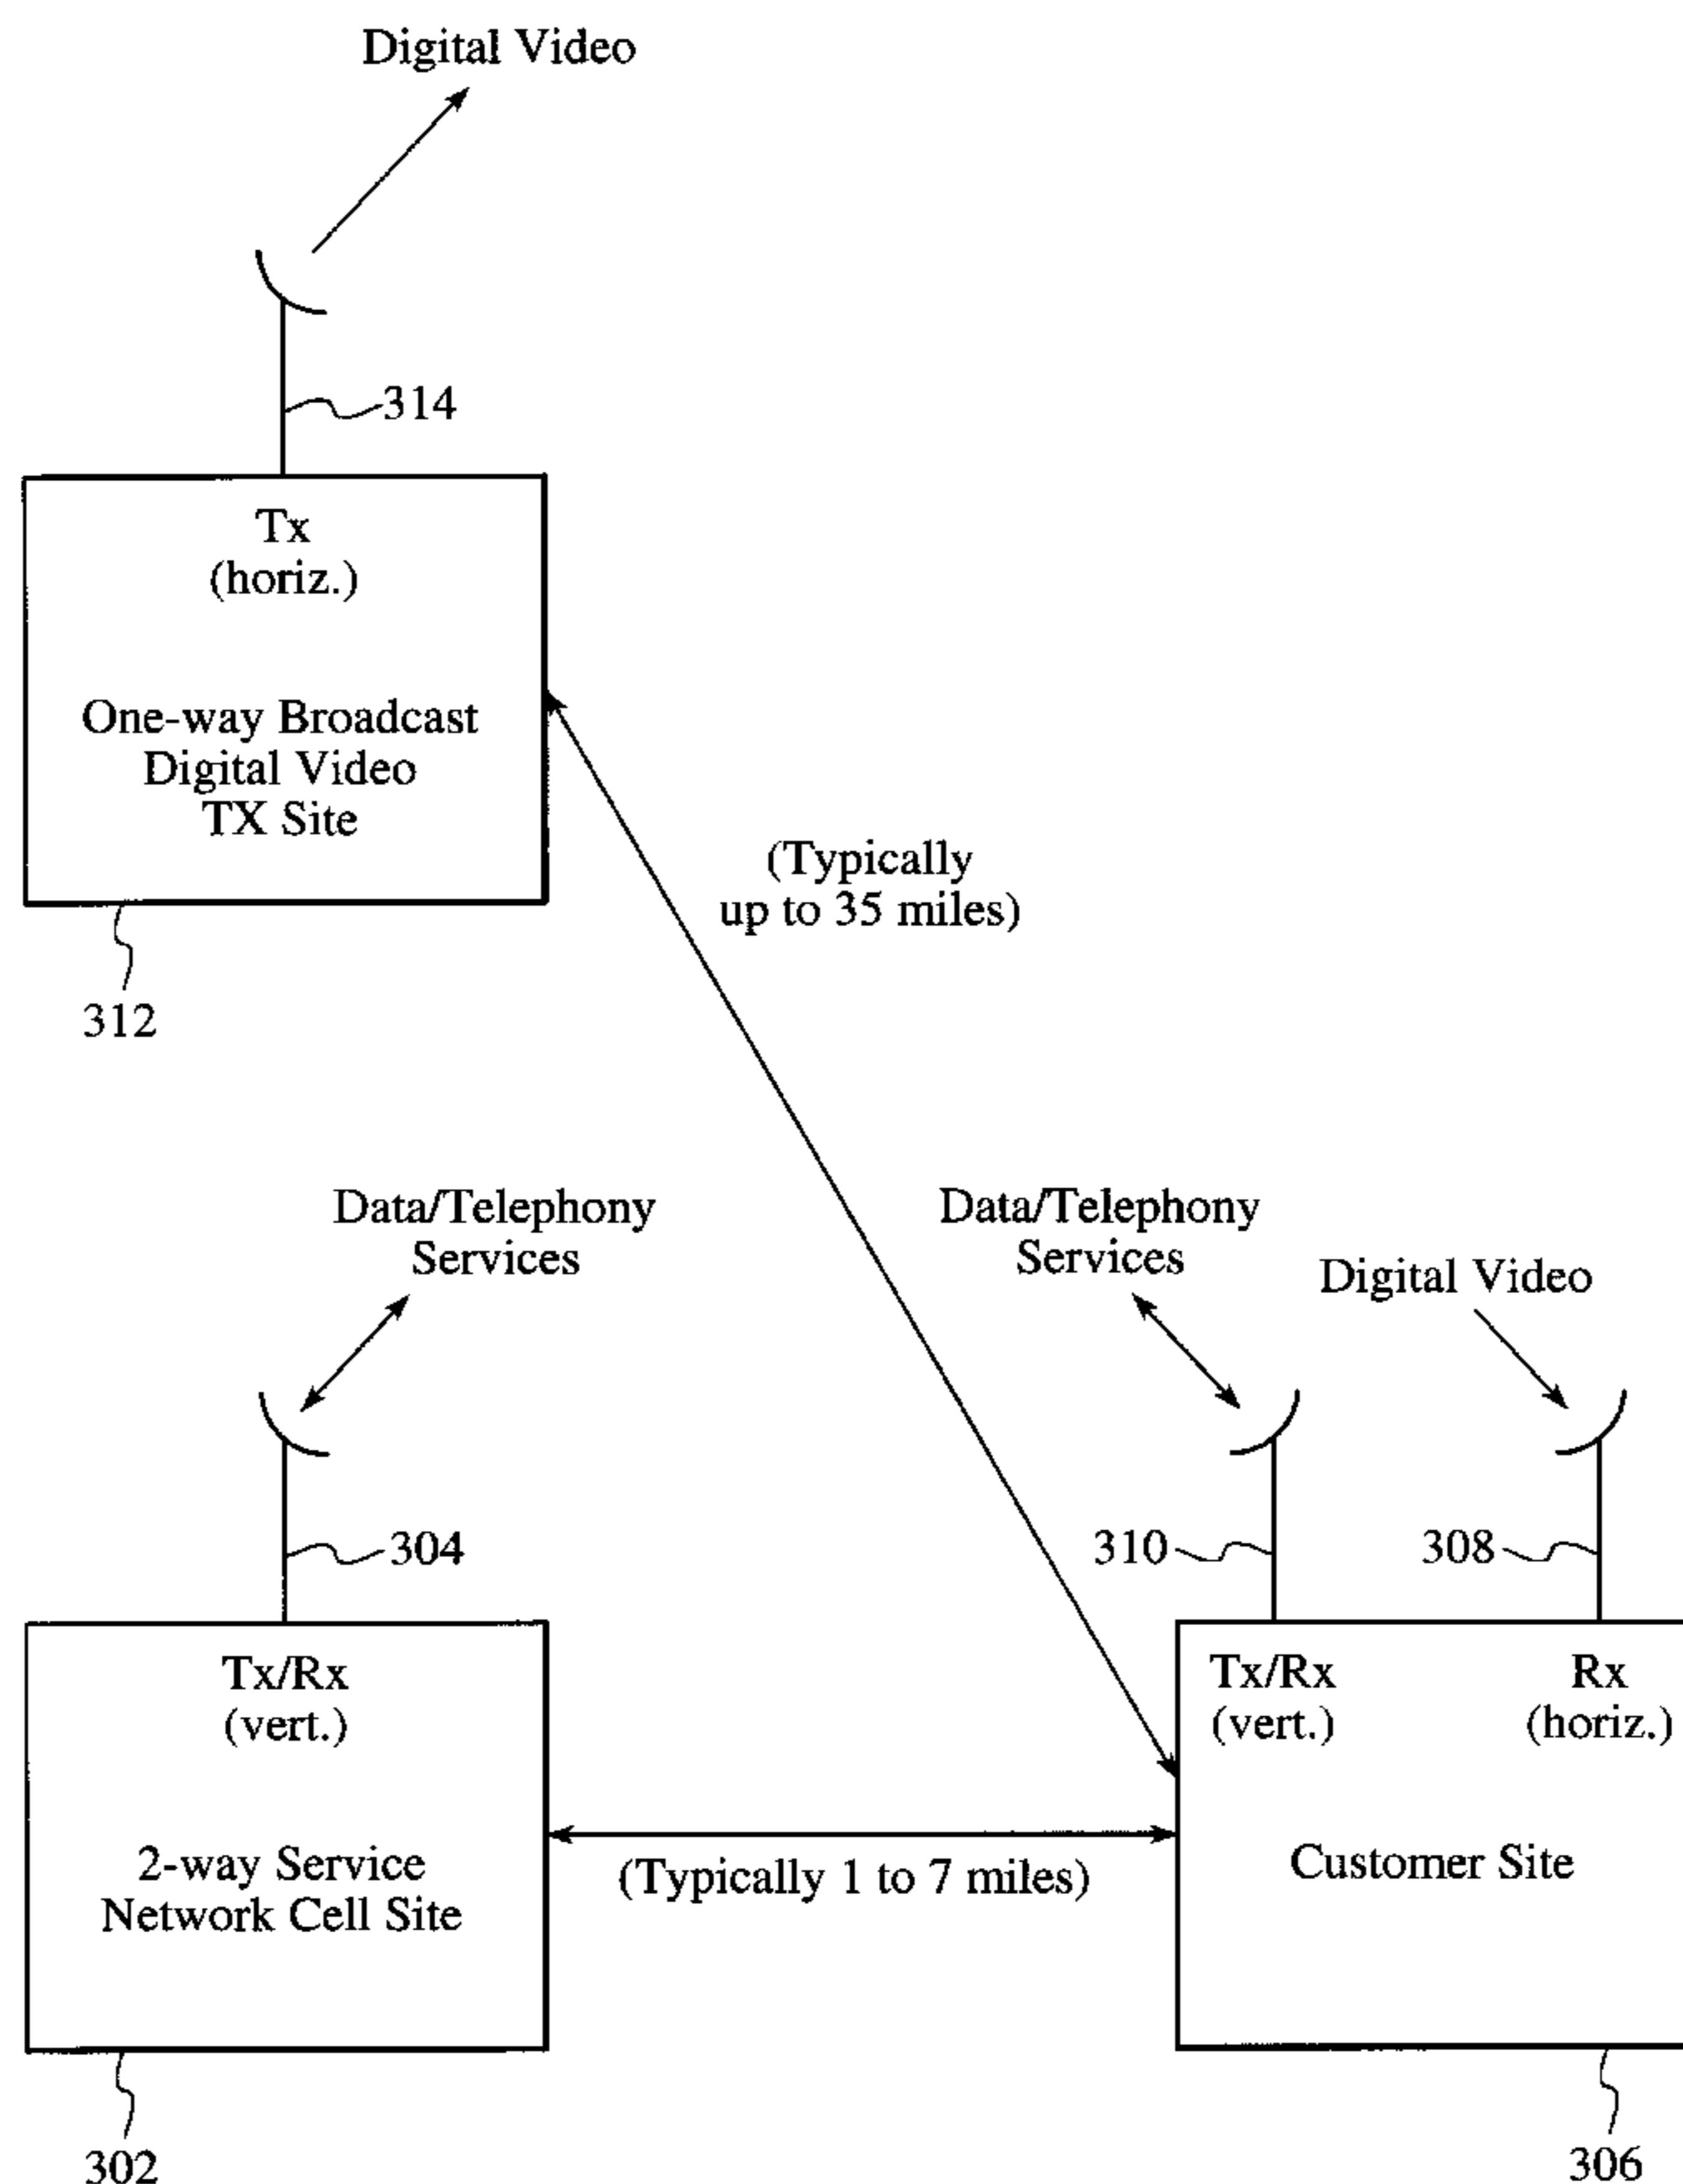 Digital Video
314
Tx
(horiz.)
One-way Broadcast
Digital Video
TX Site
312
(Typically
up to 35 miles)
Data/Telephony
Services
304
Tx/Rx
(vert.)
2-way Service
Network Cell Site
302
(Typically 1 to 7 miles)
Data/Telephony
Services
Digital Video
310
308
Tx/Rx
(vert.)
Rx
(horiz.)
Customer Site
306